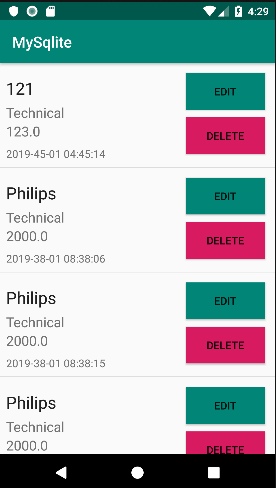 4:29
MySqlite
121
EDIT
Technical
123.0
DELETE
2019-45-01 04:45:14
Philips
EDIT
Technical
2000.0
DELETE
2019-38-01 08:38:06
Philips
EDIT
Technical
2000.0
DELETE
2019-38-01 08:38:15
Philips
EDIT
Technical
2000.0
DELETE